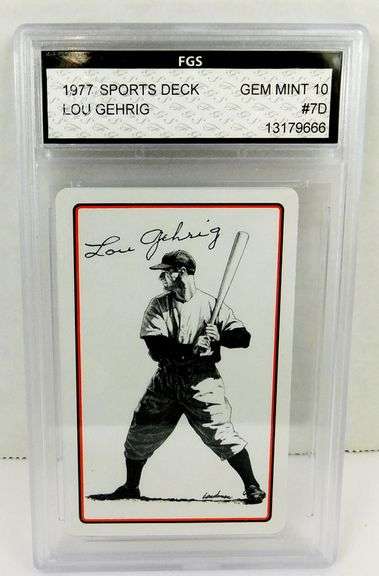 FGS
1977 SPORTS DECK GEM MINT 10
LOU GEHRIG #7D
13179666
Lou Gehrig